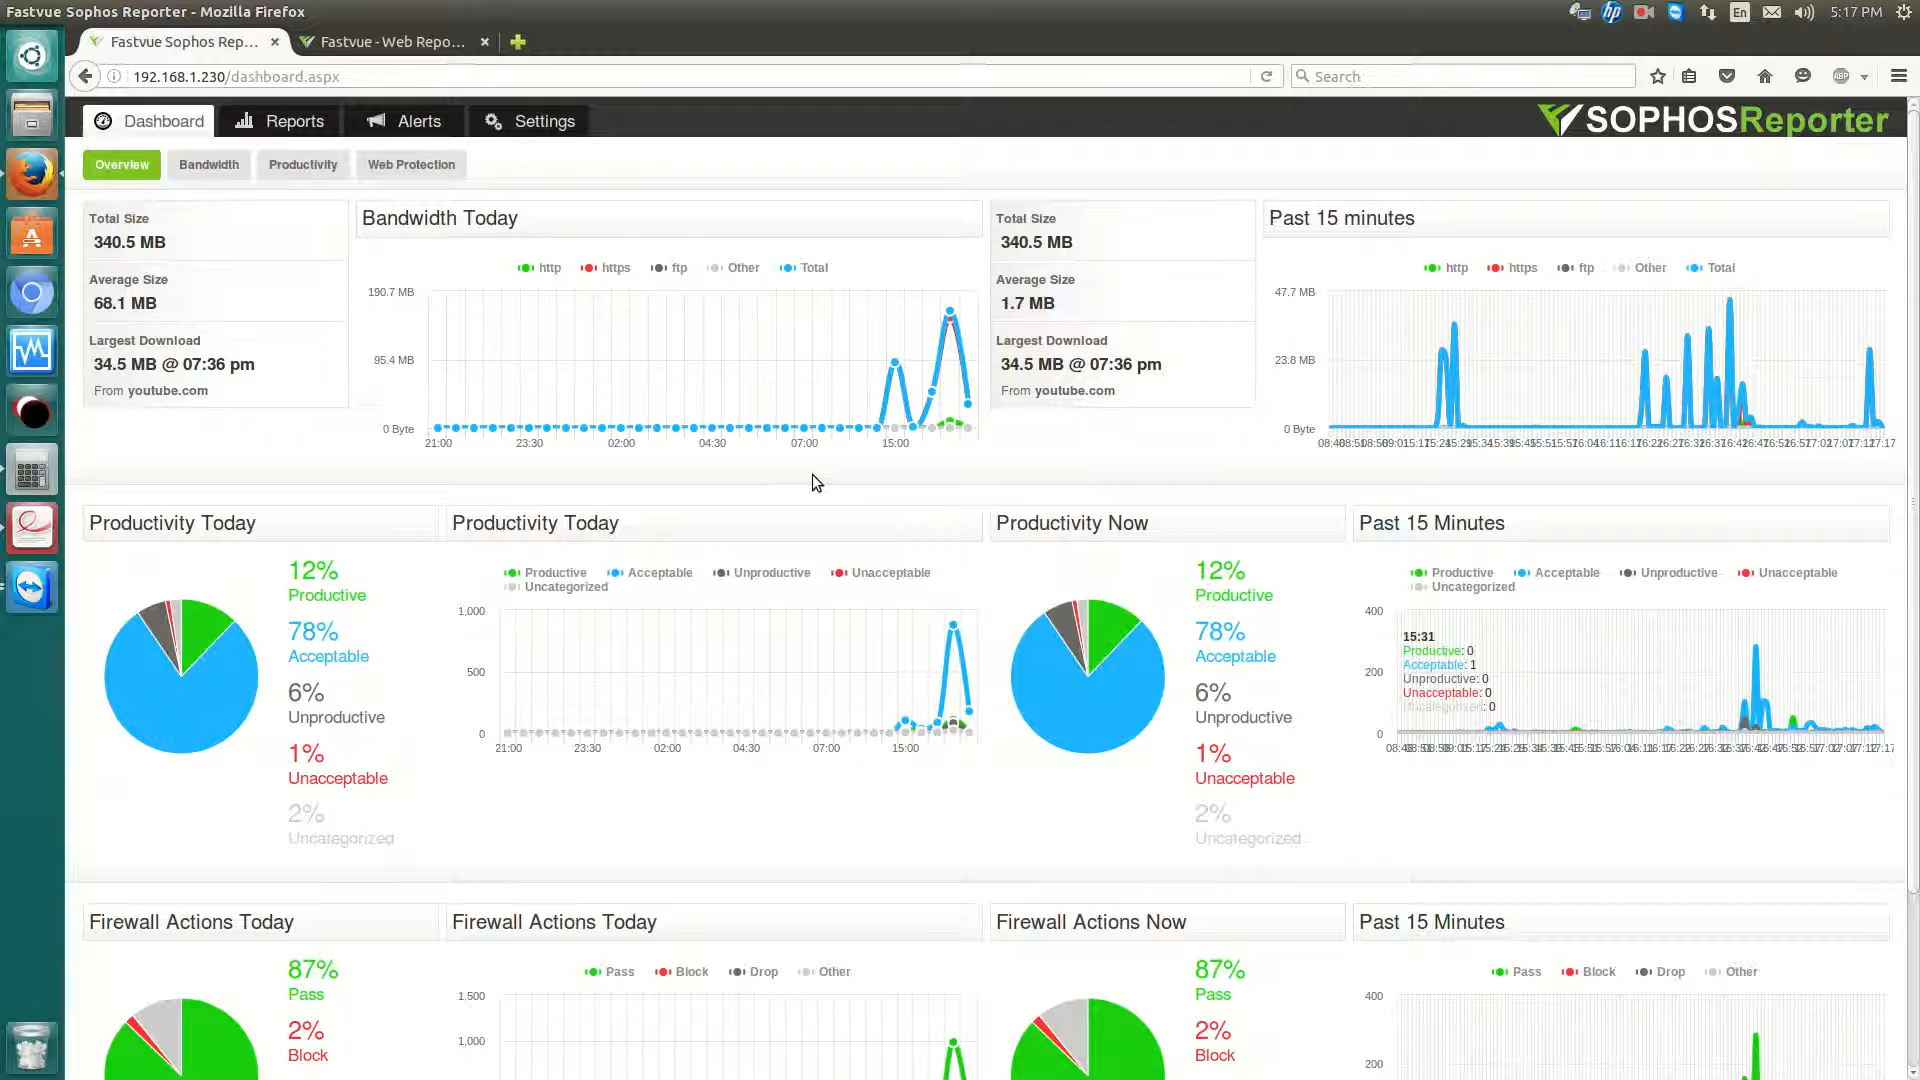 Fastvue Sophos Reporter - Mozilla Firefox
En
5:17 PM
Fastvue Sophos Rep...
Fastvue - Web Repo...
192.168.1.230/dashboard.aspx
Search
ABP
Dashboard
Reports
Alerts
Settings
SOPHOSReporter
Overview
Bandwidth
Productivity
Web Protection
Total Size
340.5 MB
Average Size
68.1 MB
Largest Download
34.5 MB @ 07:36 pm
From youtube.com
Bandwidth Today
http
https
ftp
Other
Total
190.7 MB
95.4 MB
0 Byte
21:00
23:30
02:00
04:30
07:00
15:00
Total Size
340.5 MB
Average Size
1.7 MB
Largest Download
34.5 MB @ 07:36 pm
From youtube.com
Past 15 minutes
http
https
ftp
Other
Total
47.7 MB
23.8 MB
0 Byte
Productivity Today
12%
Productive
78%
Acceptable
6%
Unproductive
1%
Unacceptable
2%
Uncategorized
Productivity Today
Productive
Acceptable
Unproductive
Unacceptable
Uncategorized
1,000
500
0
21:00
23:30
02:00
04:30
07:00
15:00
Productivity Now
12%
Productive
78%
Acceptable
6%
Unproductive
1%
Unacceptable
2%
Uncategorized
Past 15 Minutes
Productive
Acceptable
Unproductive
Unacceptable
Uncategorized
400
200
0
15:31
Productive: 0
Acceptable: 1
Unproductive: 0
Unacceptable: 0
Uncategorized: 0
Firewall Actions Today
87%
Pass
2%
Block
Firewall Actions Today
Pass
Block
Drop
Other
1,500
1,000
Firewall Actions Now
87%
Pass
2%
Block
Past 15 Minutes
Pass
Block
Drop
Other
400
200